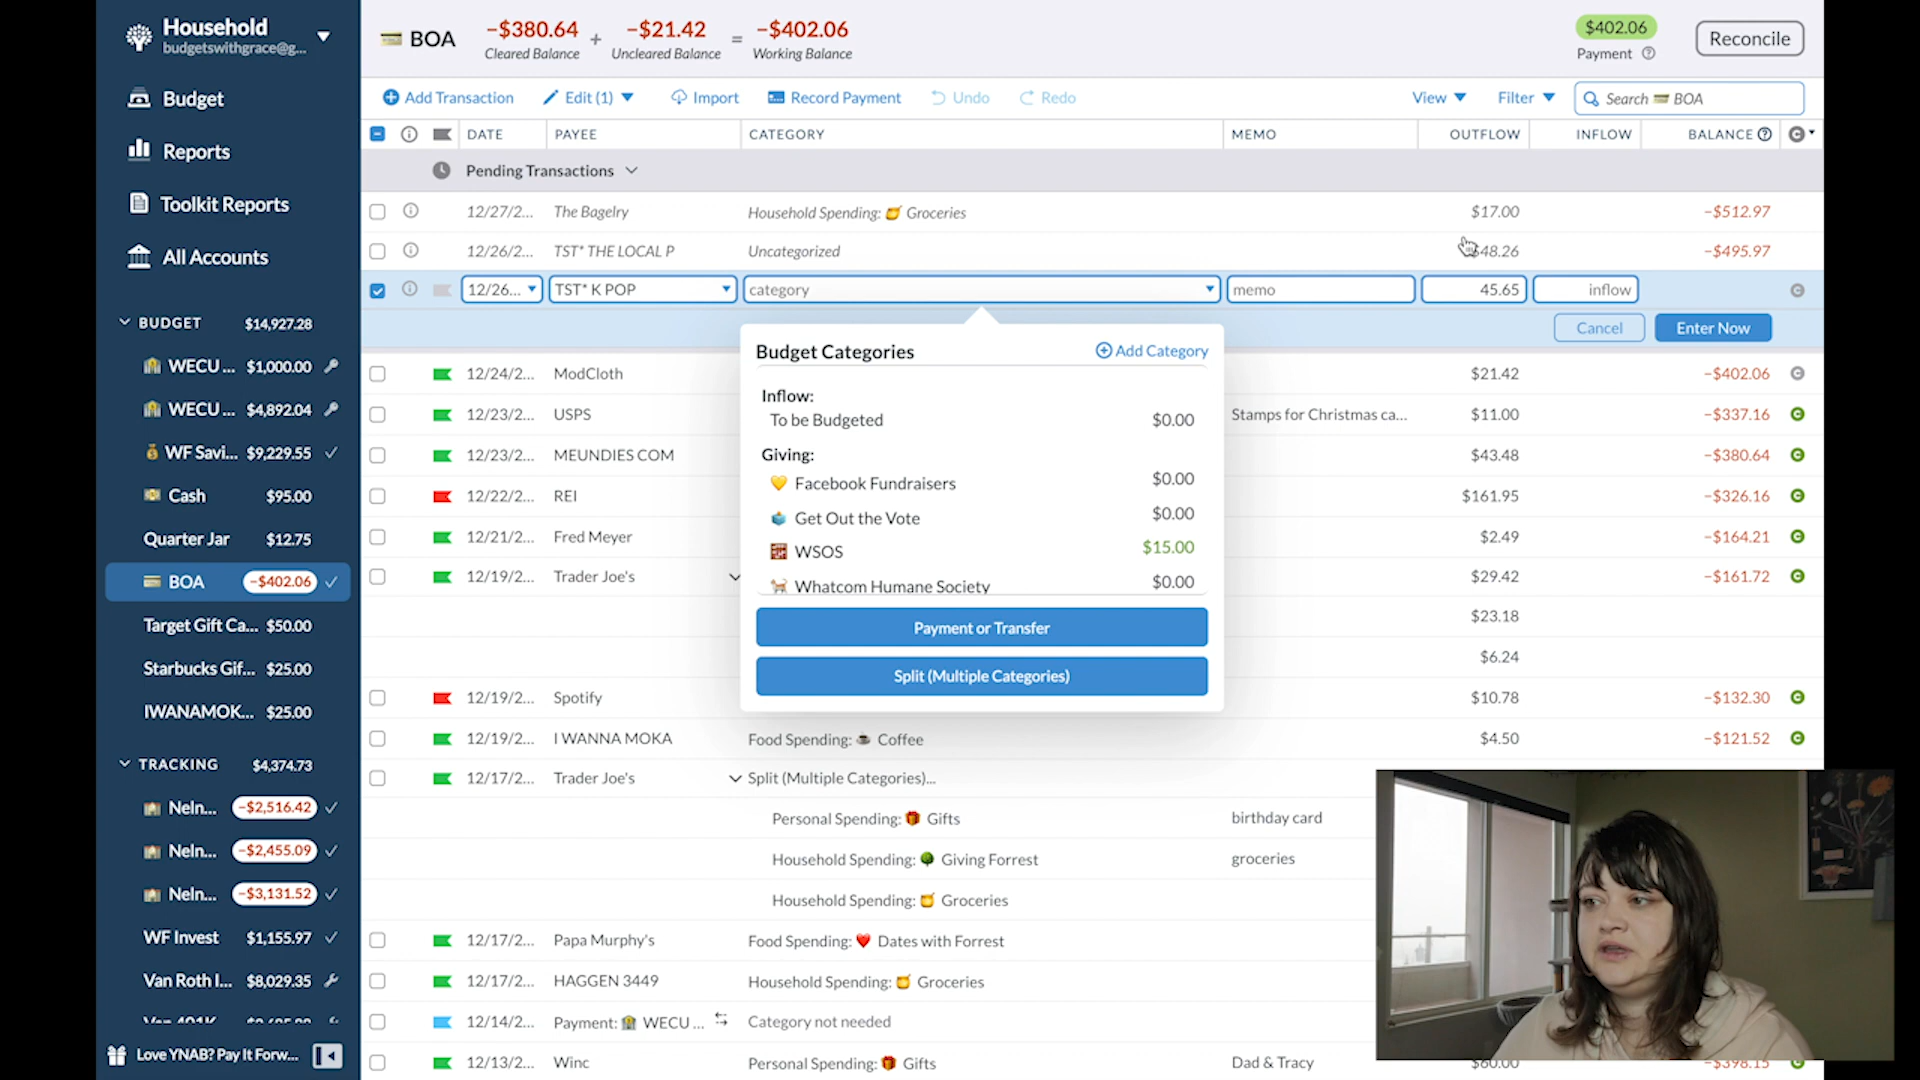 Household
budgetswithgrace@g...
Budget
Reports
Toolkit Reports
All Accounts
BUDGET $14,927.28
WECU ... $1,000.00
WECU ... $4,892.04
WF Savi... $9,229.55
Cash $95.00
Quarter Jar $12.75
BOA -$402.06
Target Gift Ca... $50.00
Starbucks Gif... $25.00
IWANAMOK... $25.00
TRACKING $4,374.73
Neln... -$2,516.42
Neln... -$2,455.09
Neln... -$3,131.52
WF Invest $1,155.97
Van Roth I... $8,029.35
Love YNAB? Pay It Forw...
BOA
-$380.64 + -$21.42 = -$402.06
Cleared Balance Uncleared Balance Working Balance
$402.06
Payment
Reconcile
Add Transaction Edit (1) Import Record Payment Undo Redo View Filter Search BOA
DATE PAYEE CATEGORY MEMO OUTFLOW INFLOW BALANCE
Pending Transactions
12/27/2... The Bagelry Household Spending: Groceries $17.00 -$512.97
12/26/2... TST* THE LOCAL P Uncategorized $48.26 -$495.97
12/26... TST* K POP category memo 45.65 inflow
Cancel Enter Now
Budget Categories Add Category
Inflow:
To be Budgeted $0.00
Giving:
Facebook Fundraisers $0.00
Get Out the Vote $0.00
WSOS $15.00
Whatcom Humane Society $0.00
Payment or Transfer
Split (Multiple Categories)
12/24/2... ModCloth $21.42 -$402.06
12/23/2... USPS Stamps for Christmas ca... $11.00 -$337.16
12/23/2... MEUNDIES COM $43.48 -$380.64
12/22/2... REI $161.95 -$326.16
12/21/2... Fred Meyer $2.49 -$164.21
12/19/2... Trader Joe's $29.42 -$161.72
$23.18
$6.24
12/19/2... Spotify $10.78 -$132.30
12/19/2... I WANNA MOKA Food Spending: Coffee $4.50 -$121.52
12/17/2... Trader Joe's Split (Multiple Categories)...
Personal Spending: Gifts birthday card
Household Spending: Giving Forrest groceries
Household Spending: Groceries
12/17/2... Papa Murphy's Food Spending: Dates with Forrest
12/17/2... HAGGEN 3449 Household Spending: Groceries
12/14/2... Payment: WECU ... Category not needed
12/13/2... Winc Personal Spending: Gifts Dad & Tracy $60.00 -$398.15